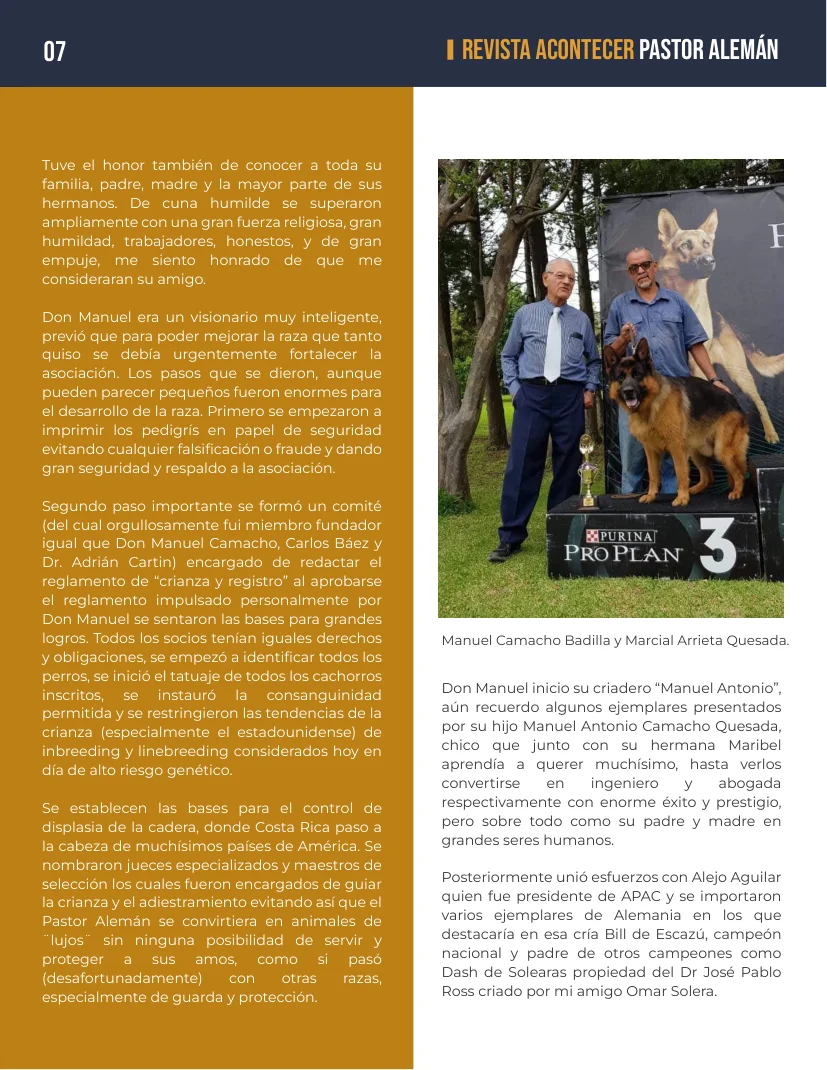 07
REVISTA ACONTECER PASTOR ALEMÁN
Tuve el honor también de conocer a toda su
familia, padre, madre y la mayor parte de sus
hermanos. De cuna humilde se superaron
ampliamente con una gran fuerza religiosa, gran
humildad, trabajadores, honestos, y de gran
empuje, me siento honrado de que me
consideraran su amigo.
Don Manuel era un visionario muy inteligente,
previó que para poder mejorar la raza que tanto
quiso se debía urgentemente fortalecer la
asociación. Los pasos que se dieron, aunque
pueden parecer pequeños fueron enormes para
el desarrollo de la raza. Primero se empezaron a
imprimir los pedigrís en papel de seguridad
evitando cualquier falsificación o fraude y dando
gran seguridad y respaldo a la asociación.
Segundo paso importante se formó un comité
(del cual orgullosamente fui miembro fundador
igual que Don Manuel Camacho, Carlos Báez y
Dr. Adrián Cartin) encargado de redactar el
reglamento de “crianza y registro” al aprobarse
el reglamento impulsado personalmente por
Don Manuel se sentaron las bases para grandes
logros. Todos los socios tenían iguales derechos
y obligaciones, se empezó a identificar todos los
perros, se inició el tatuaje de todos los cachorros
inscritos, se instauró la consanguinidad
permitida y se restringieron las tendencias de la
crianza (especialmente el estadounidense) de
inbreeding y linebreeding considerados hoy en
día de alto riesgo genético.
Se establecen las bases para el control de
displasia de la cadera, donde Costa Rica paso a
la cabeza de muchísimos países de América. Se
nombraron jueces especializados y maestros de
selección los cuales fueron encargados de guiar
la crianza y el adiestramiento evitando así que el
Pastor Alemán se convirtiera en animales de
¨lujos¨ sin ninguna posibilidad de servir y
proteger a sus amos, como si pasó
(desafortunadamente) con otras razas,
especialmente de guarda y protección.
PURINA
PRO PLAN
3
Manuel Camacho Badilla y Marcial Arrieta Quesada.
Don Manuel inicio su criadero “Manuel Antonio”,
aún recuerdo algunos ejemplares presentados
por su hijo Manuel Antonio Camacho Quesada,
chico que junto con su hermana Maribel
aprendía a querer muchísimo, hasta verlos
convertirse en ingeniero y abogada
respectivamente con enorme éxito y prestigio,
pero sobre todo como su padre y madre en
grandes seres humanos.
Posteriormente unió esfuerzos con Alejo Aguilar
quien fue presidente de APAC y se importaron
varios ejemplares de Alemania en los que
destacaría en esa cría Bill de Escazú, campeón
nacional y padre de otros campeones como
Dash de Solearas propiedad del Dr José Pablo
Ross criado por mi amigo Omar Solera.